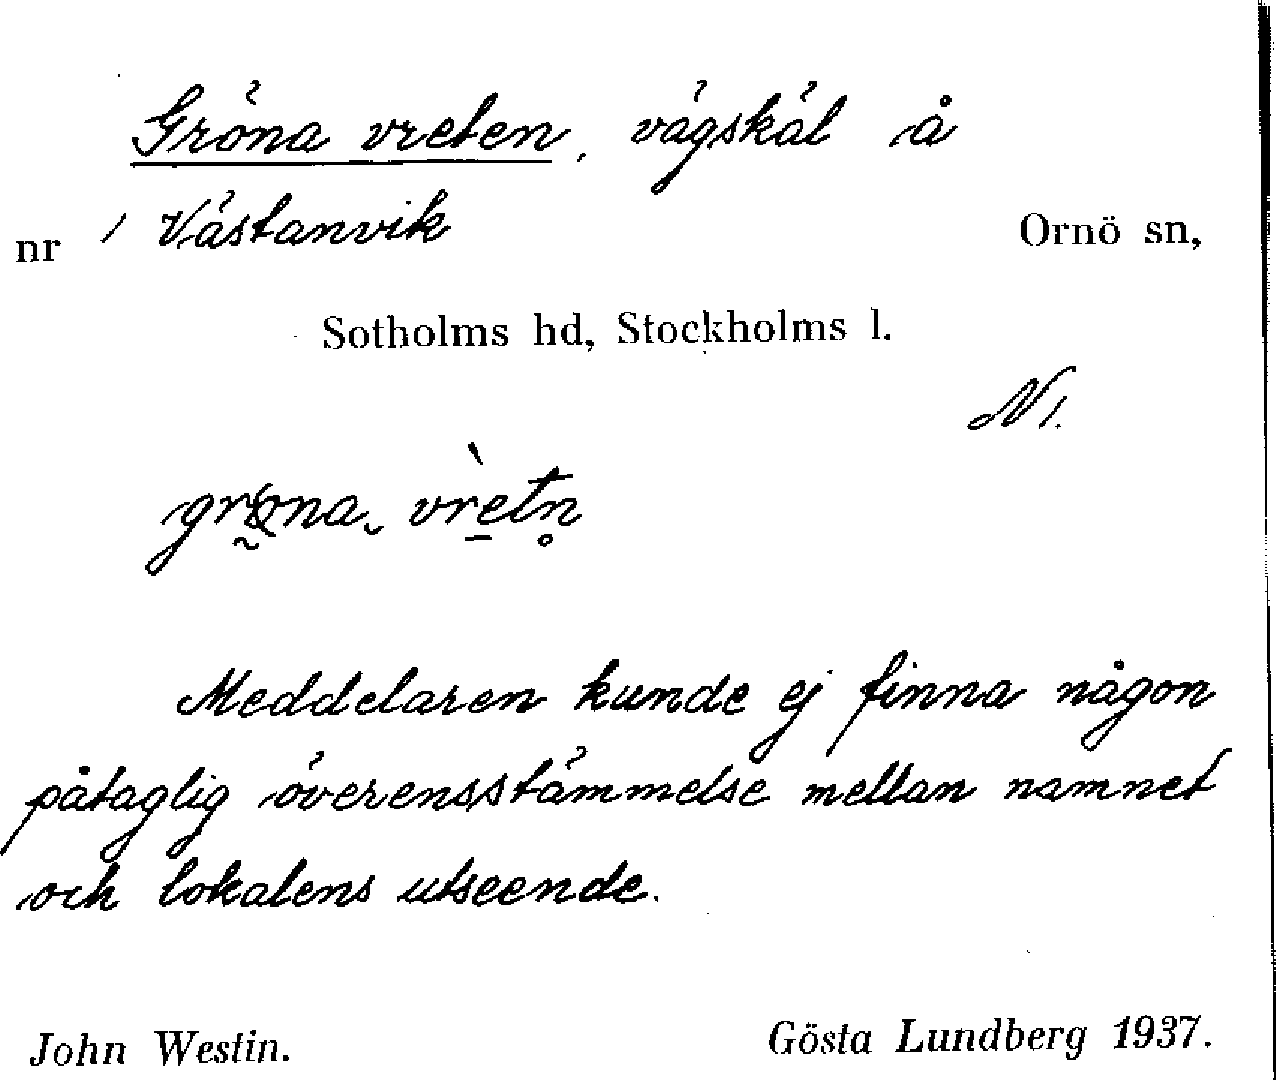 Gröna vreten, vägskäl å
nr 1 Västanvik Ornö sn,
Sotholms hd, Stockholms l.
N 1.
gröna vretn
Meddelaren kunde ej finna någon
påtaglig överensstämmelse mellan namnet
och lokalens utseende.
John Westin. Gösta Lundberg 1937.